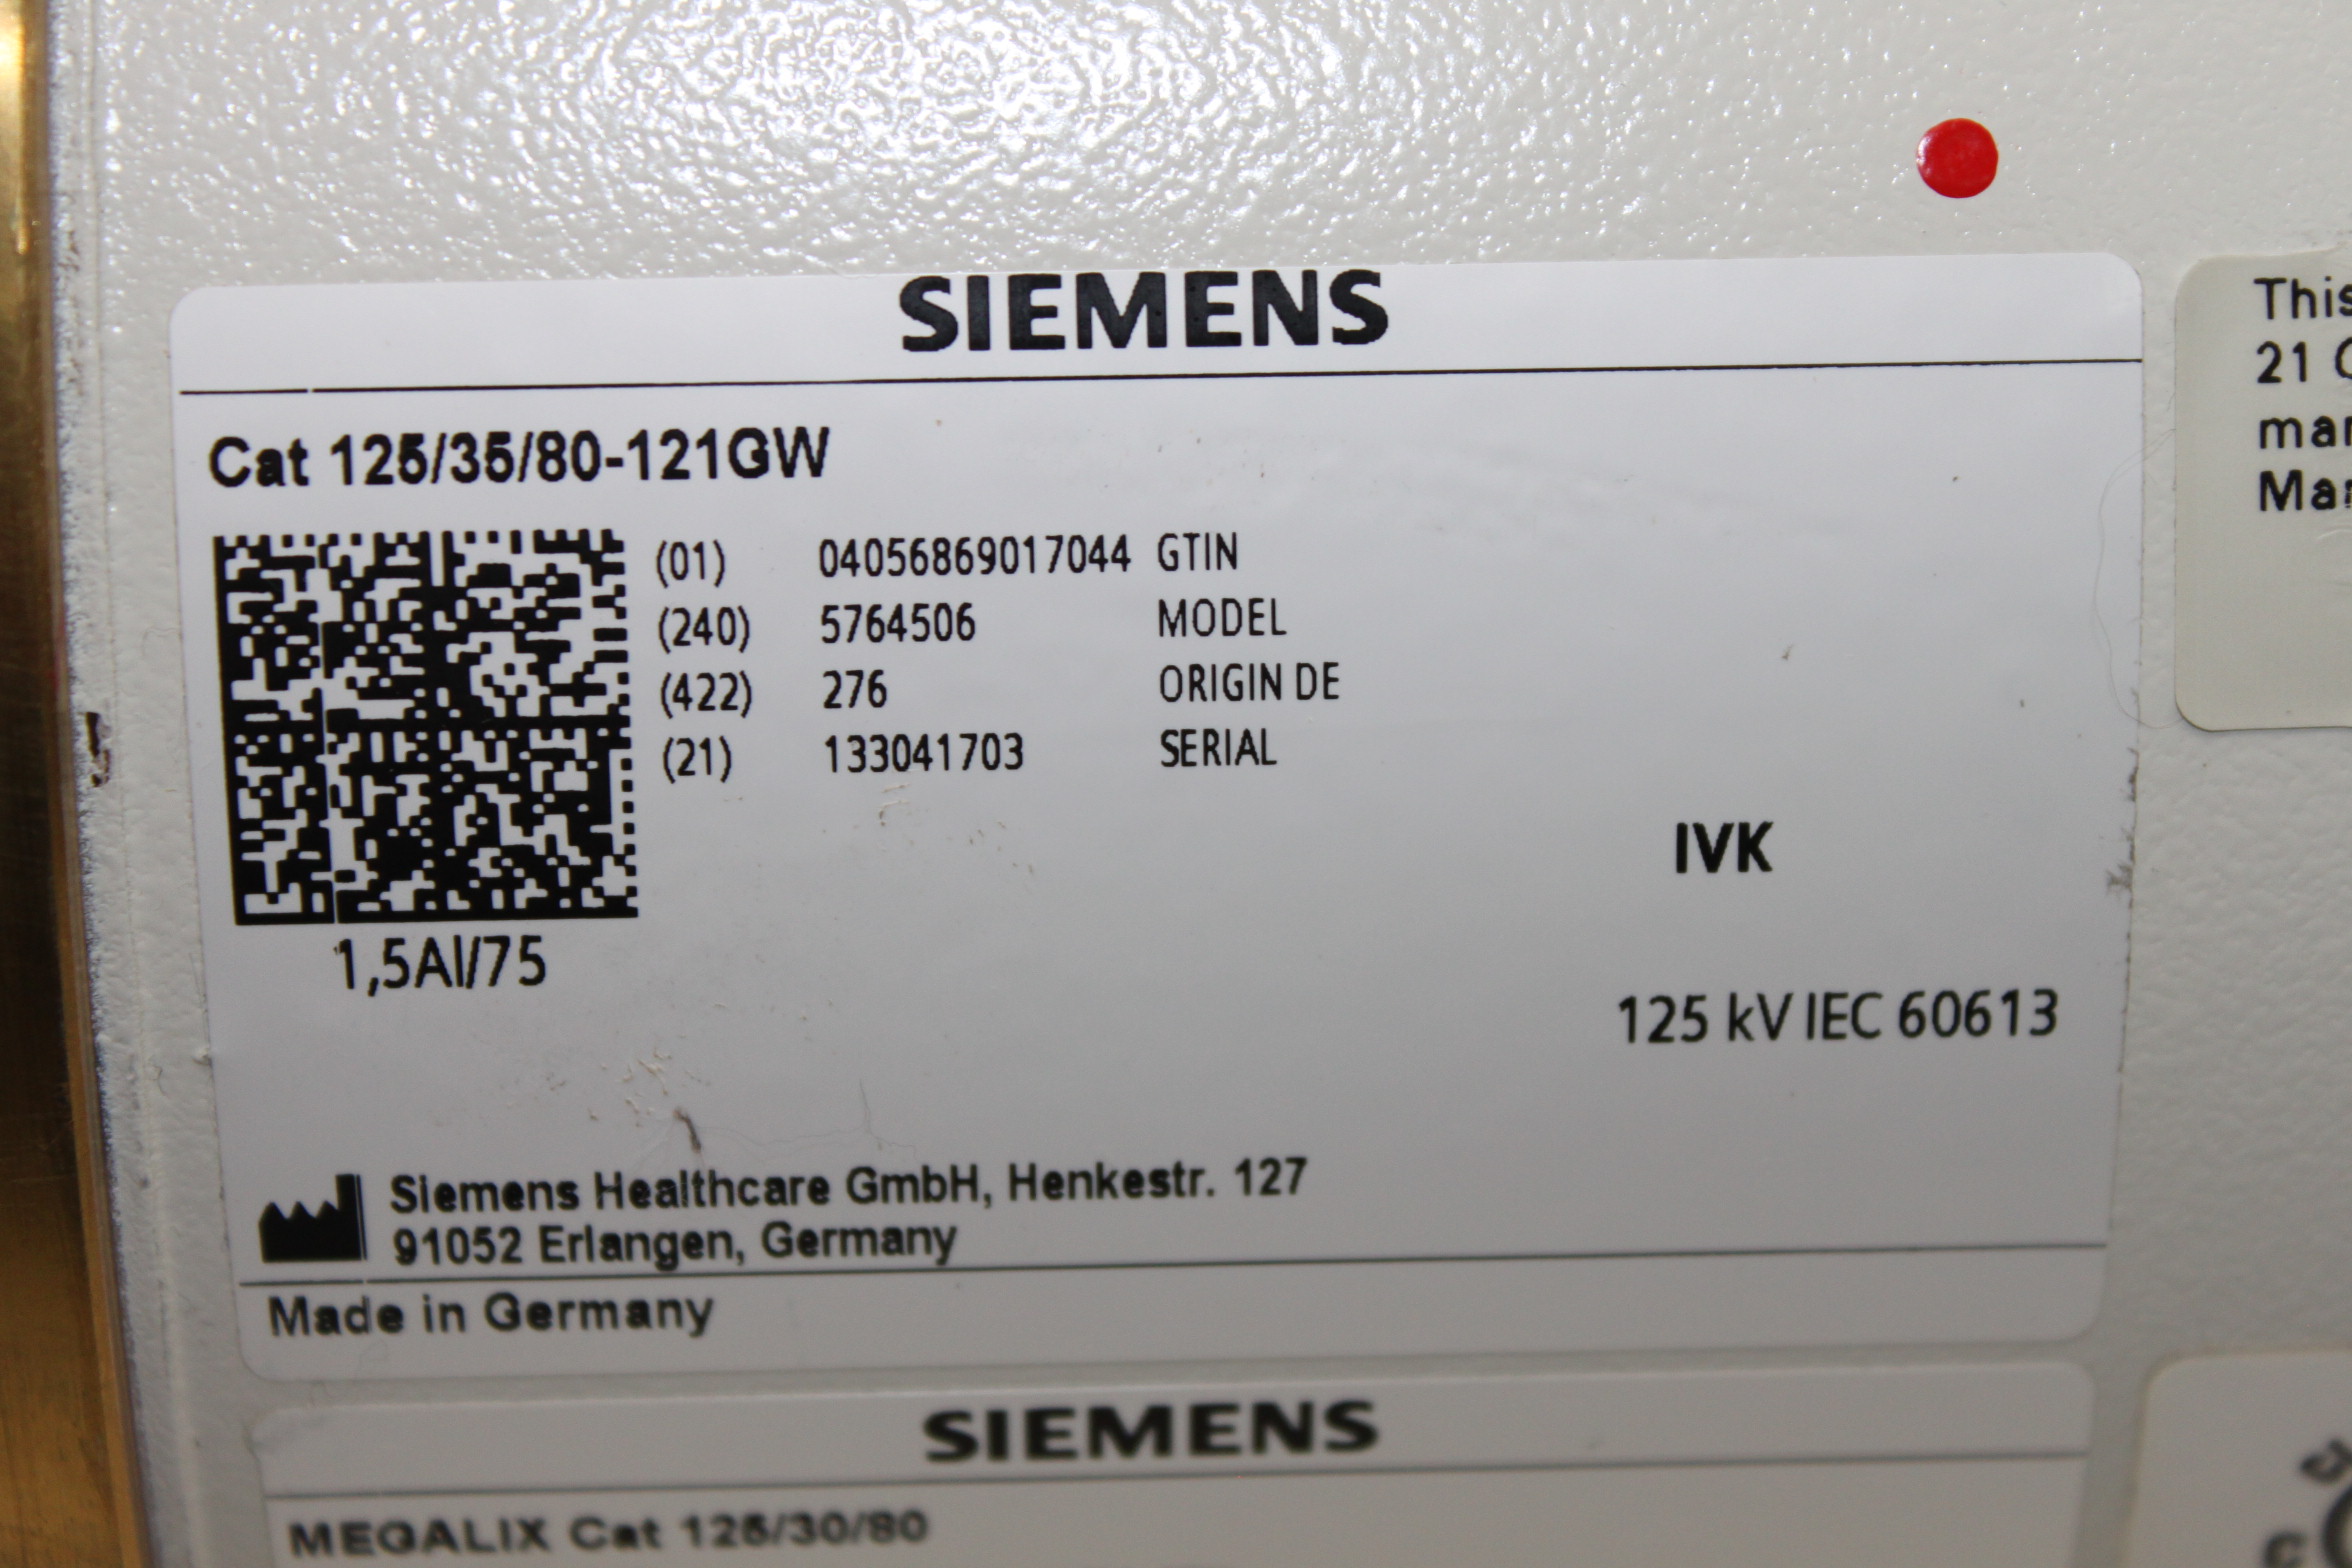 SIEMENS
Cat 125/35/80-121GW
(01) 04056869017044 GTIN
(240) 5764506 MODEL
(422) 276 ORIGIN DE
(21) 133041703 SERIAL
1,5Al/75
IVK
125 kV IEC 60613
Siemens Healthcare GmbH, Henkestr. 127
91052 Erlangen, Germany
Made in Germany
SIEMENS
MEGALIX Cat 125/30/80
This
21